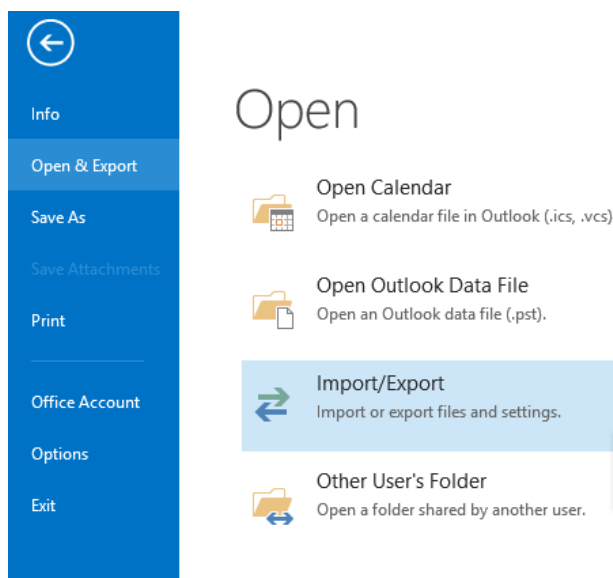 Info
Open & Export
Save As
Save Attachments
Print
Office Account
Options
Exit
Open
Open Calendar
Open a calendar file in Outlook (.ics, .vcs)
Open Outlook Data File
Open an Outlook data file (.pst).
Import/Export
Import or export files and settings.
Other User's Folder
Open a folder shared by another user.